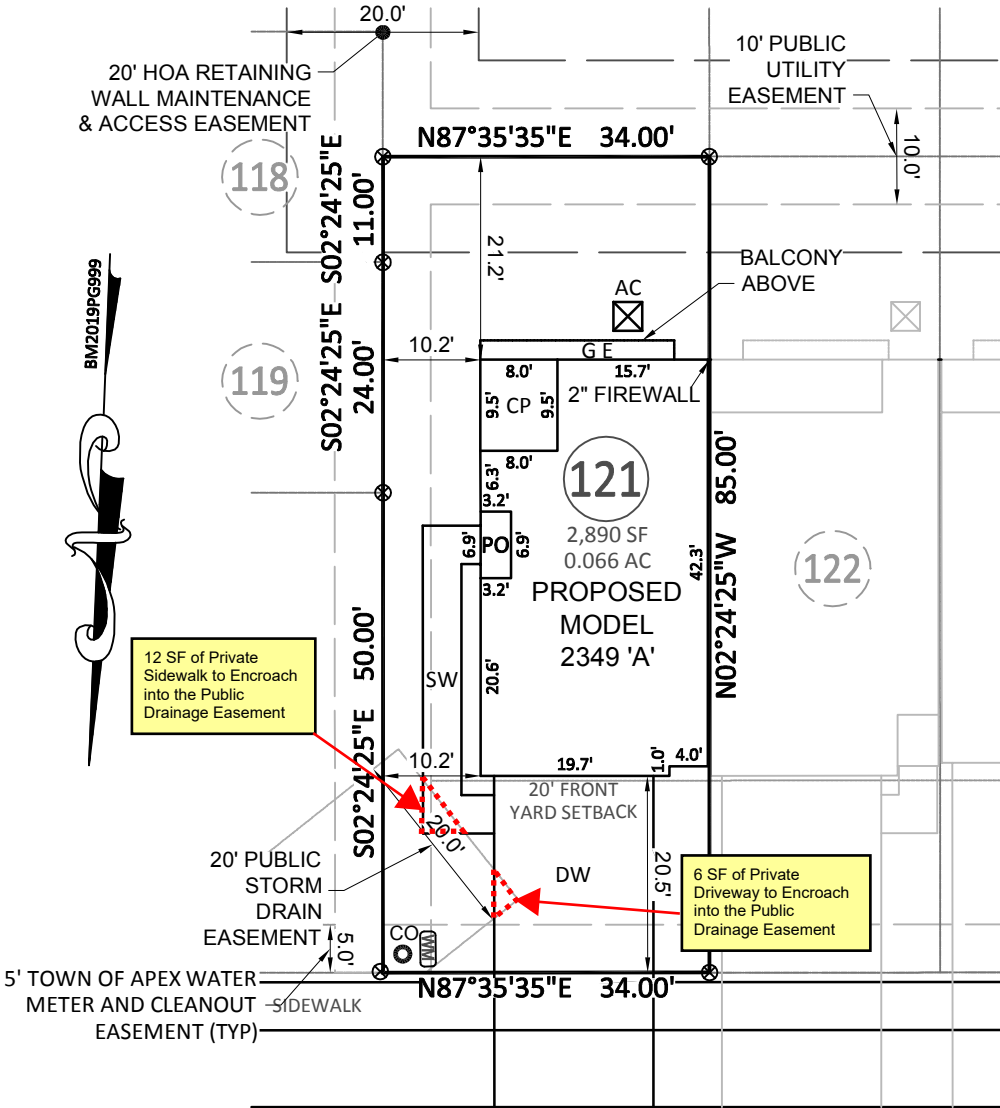 20.0'
20' HOA RETAINING
WALL MAINTENANCE
& ACCESS EASEMENT
10' PUBLIC
UTILITY
EASEMENT
10.0'
N87°35'35"E 34.00'
118
S02°24'25"E
11.00'
21.2'
BALCONY
ABOVE
AC
BM2019PG999
119
S02°24'25"E
24.00'
10.2'
G E
8.0'
15.7'
2" FIREWALL
9.5'
CP
9.5'
8.0'
6.3'
3.2'
121
2,890 SF
0.066 AC
PROPOSED
MODEL
2349 'A'
6.9'
PO
6.9'
3.2'
42.3'
N02°24'25"W 85.00'
122
S02°24'25"E 50.00'
12 SF of Private
Sidewalk to Encroach
into the Public
Drainage Easement
SW
20.6'
10.2'
19.7'
1.0'
4.0'
20' FRONT
YARD SETBACK
20.0'
20' PUBLIC
STORM
DRAIN
EASEMENT
DW
20.5'
6 SF of Private
Driveway to Encroach
into the Public
Drainage Easement
5.0'
CO
5' TOWN OF APEX WATER
METER AND CLEANOUT
EASEMENT (TYP)
SIDEWALK
N87°35'35"E 34.00'